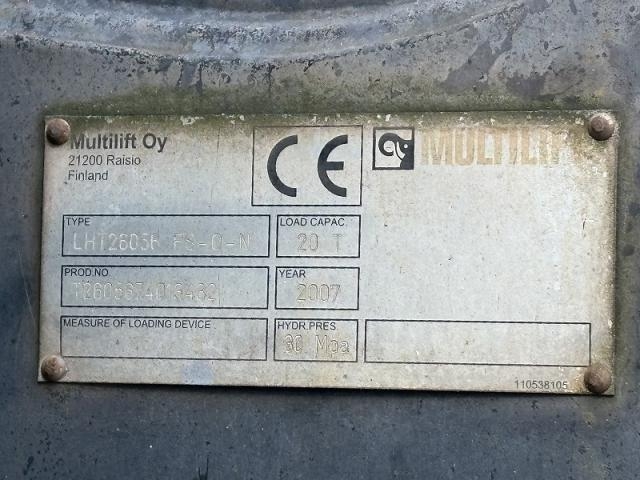 Multilift Oy
21200 Raisio
Finland
CE
MULTILIFT
TYPE
LOAD CAPAC.
20 T
PROD.NO
YEAR
2007
MEASURE OF LOADING DEVICE
HYDR.PRES
30 Mpa
110538105